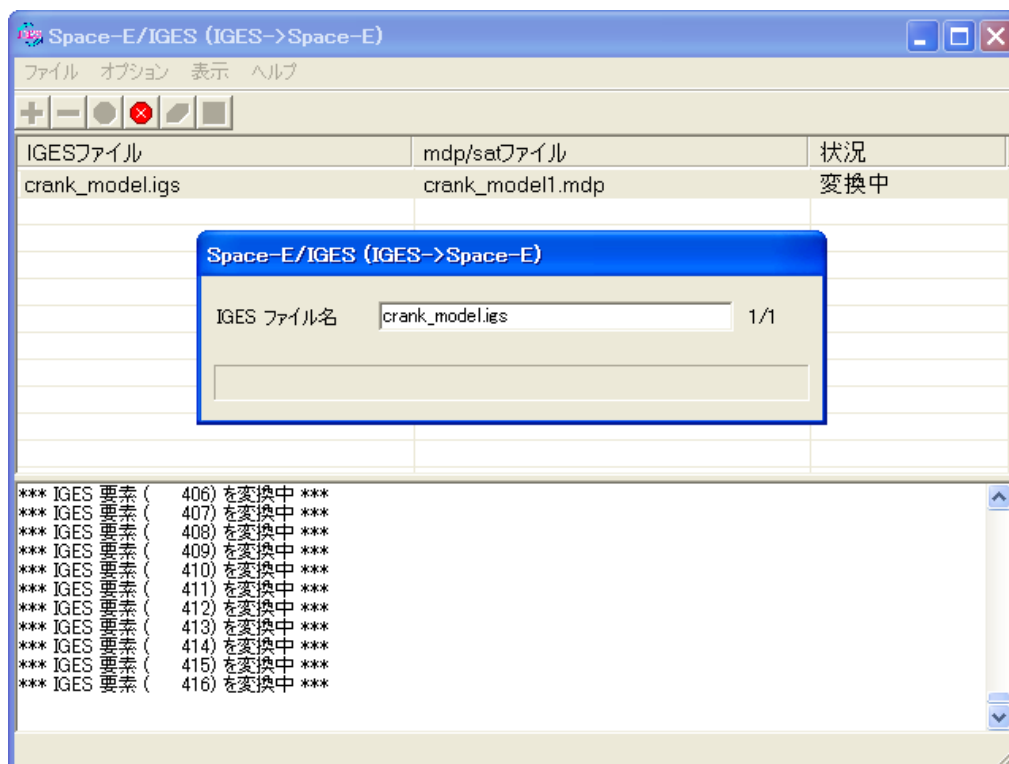 Space-E/IGES (IGES->Space-E)
ファイル オプション 表示 ヘルプ
IGESファイル mdp/satファイル 状況
crank_model.igs crank_model1.mdp 変換中
Space-E/IGES (IGES->Space-E)
IGES ファイル名 crank_model.igs 1/1
*** IGES 要素 ( 406) を変換中 ***
*** IGES 要素 ( 407) を変換中 ***
*** IGES 要素 ( 408) を変換中 ***
*** IGES 要素 ( 409) を変換中 ***
*** IGES 要素 ( 410) を変換中 ***
*** IGES 要素 ( 411) を変換中 ***
*** IGES 要素 ( 412) を変換中 ***
*** IGES 要素 ( 413) を変換中 ***
*** IGES 要素 ( 414) を変換中 ***
*** IGES 要素 ( 415) を変換中 ***
*** IGES 要素 ( 416) を変換中 ***